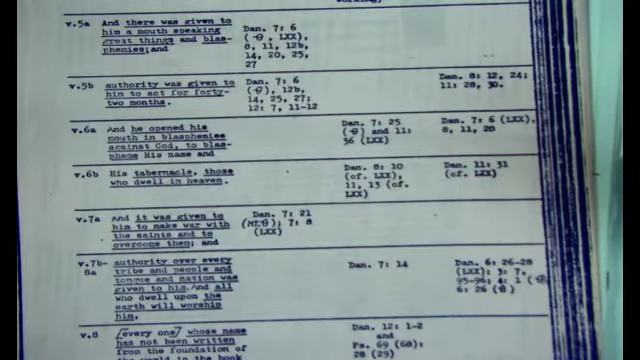 wording)
v.5a And there was given to Dan. 7: 6
him a mouth speaking (-θ, LXX),
great things and blas- 8, 11, 12b,
phemies; and 14, 20, 25,
27
v.5b authority was given to Dan. 7: 6 Dan. 8: 12, 24;
him to act for forty- (-θ), 12b, 11: 28, 30.
two months. 14, 25, 27;
12: 7, 11-12
v.6a And he opened his Dan. 7: 25 Dan. 7: 6 (LXX).
mouth in blasphemies (-θ) and 11: 8, 11, 20
against God, to blas- 36 (LXX)
pheme His name and
v.6b His tabernacle, those Dan. 8: 10 Dan. 11: 31
who dwell in heaven. (cf. LXX), (cf. LXX)
11, 13 (cf.
LXX)
v.7a And it was given to Dan. 7: 21
him to make war with (MT,θ); 7: 8
the saints and to (LXX)
overcome them; and
v.7b- authority over every Dan. 7: 14 Dan. 6: 26-28
8a tribe and people and (LXX); 3: 7.
tongue and nation was 95-96; 4: 1
given to him. And all 6: 26 (θ)
who dwell upon the
earth will worship
him,
v.8 /every one/ whose name Dan. 12: 1-2
has not been written and
from the foundation of Ps. 69 (68):
the world in the book 28 (29)